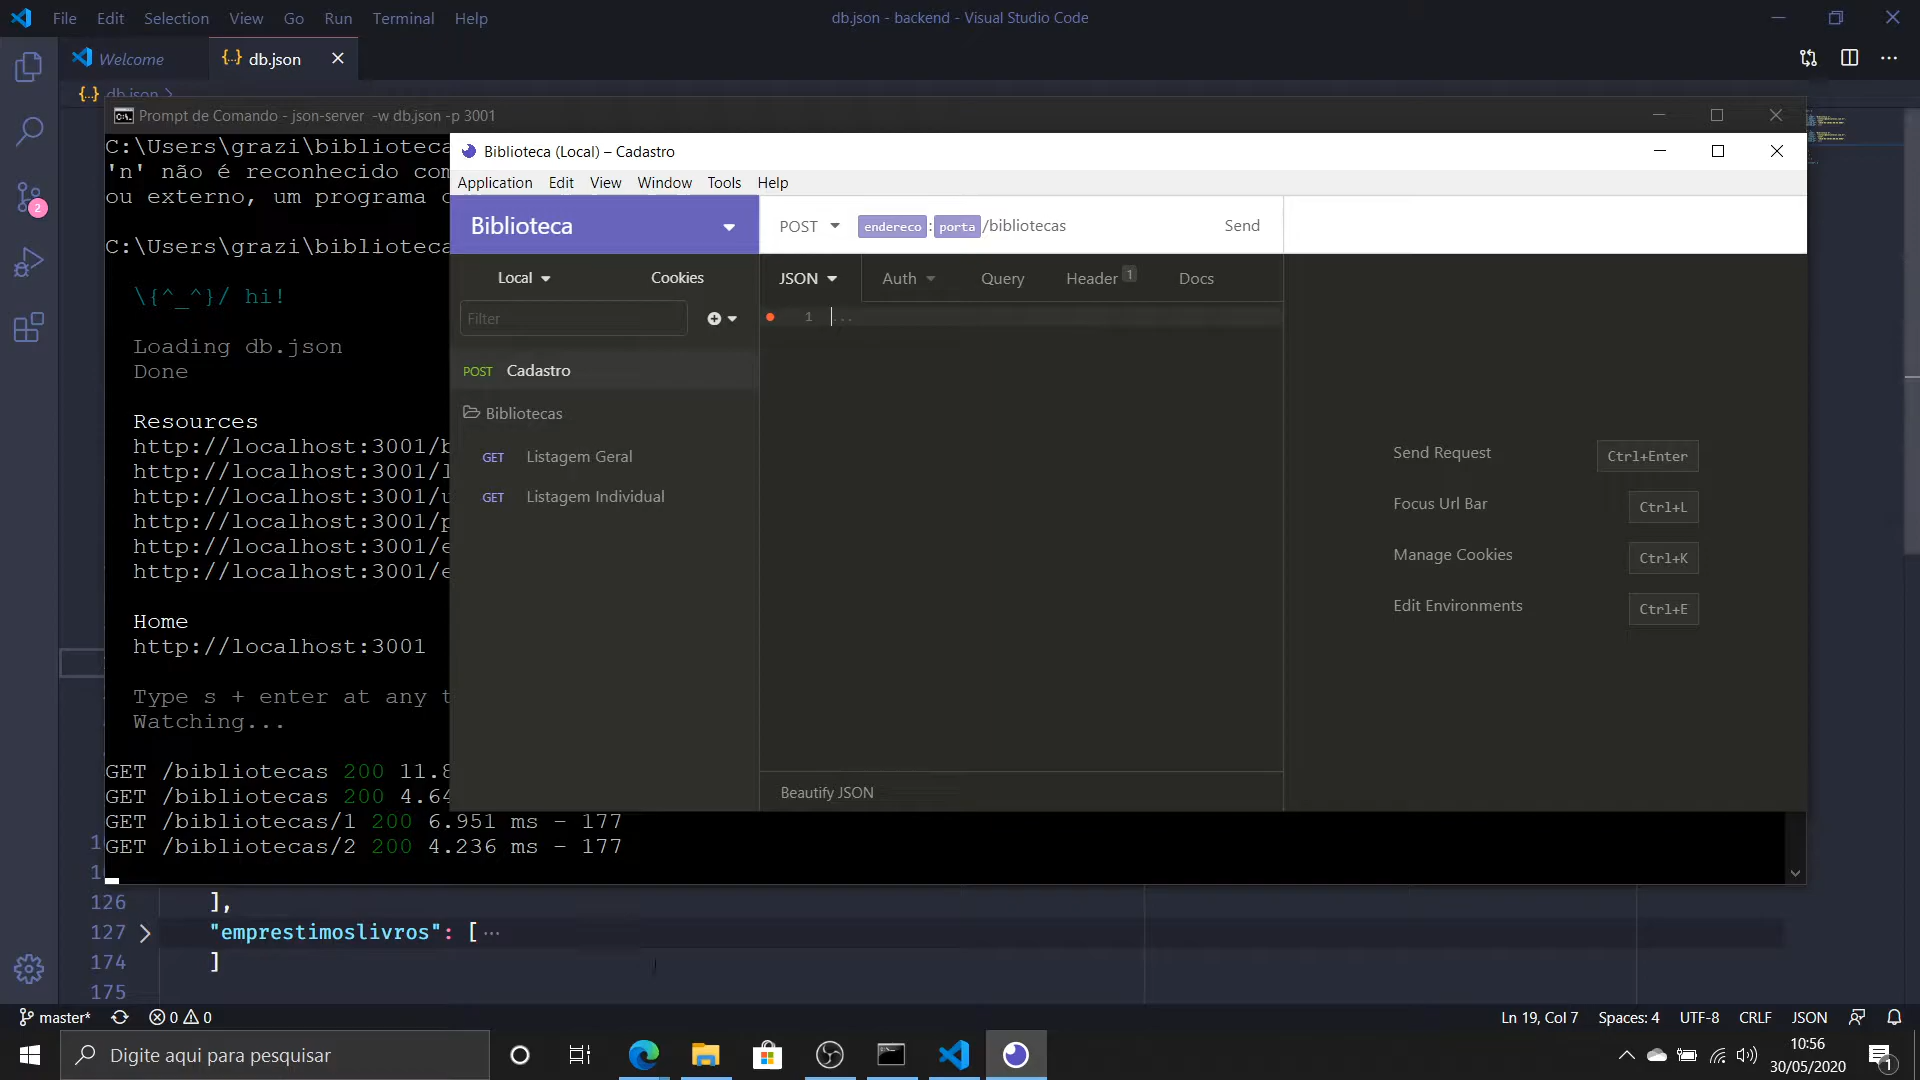 File Edit Selection View Go Run Terminal Help
db.json - backend - Visual Studio Code
Welcome
{..} db.json
{..} db.json
Prompt de Comando - json-server -w db.json -p 3001
C:\Users\grazi\biblioteca
'n' não é reconhecido com
ou externo, um programa
C:\Users\grazi\biblioteca
\{^_^}/ hi!
Loading db.json
Done
Resources
http://localhost:3001/b
http://localhost:3001/l
http://localhost:3001/u
http://localhost:3001/p
http://localhost:3001/e
http://localhost:3001/e
Home
http://localhost:3001
Type s + enter at any t
Watching...
GET /bibliotecas 200 11.8
GET /bibliotecas 200 4.64
GET /bibliotecas/1 200 6.951 ms - 177
GET /bibliotecas/2 200 4.236 ms - 177
Biblioteca (Local) – Cadastro
Application Edit View Window Tools Help
Biblioteca
POST endereco:porta/bibliotecas Send
Local Cookies
Filter
POST Cadastro
Bibliotecas
GET Listagem Geral
GET Listagem Individual
JSON Auth Query Header 1 Docs
1 ...
Beautify JSON
Send Request Ctrl+Enter
Focus Url Bar Ctrl+L
Manage Cookies Ctrl+K
Edit Environments Ctrl+E
2
126 ],
127 "emprestimoslivros": [...
174 ]
175
master* 0 0
Ln 19, Col 7 Spaces: 4 UTF-8 CRLF JSON
Digite aqui para pesquisar
10:56
30/05/2020
1